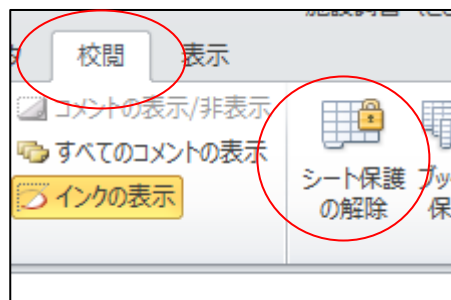 校閲
表示
コメントの表示/非表示
すべてのコメントの表示
インクの表示
シート保護
の解除